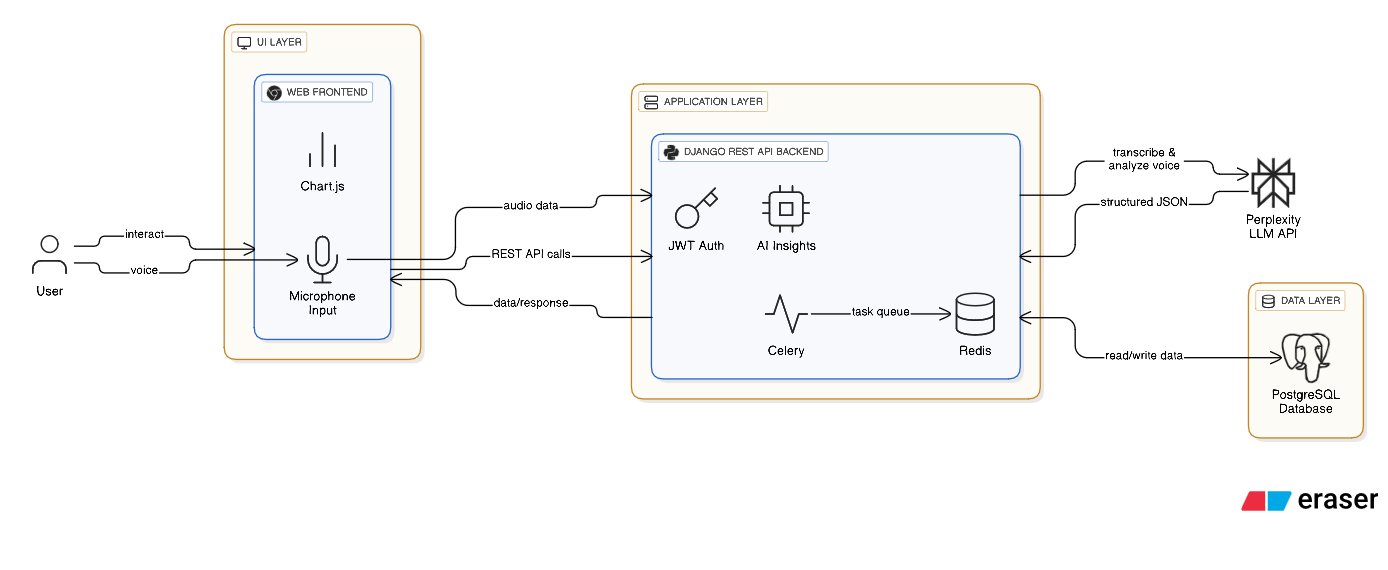 UI LAYER
WEB FRONTEND
Chart.js
interact
voice
User
Microphone
Input
audio data
REST API calls
data/response
APPLICATION LAYER
DJANGO REST API BACKEND
JWT Auth
AI Insights
Celery
task queue
Redis
transcribe &
analyze voice
structured JSON
Perplexity
LLM API
read/write data
DATA LAYER
PostgreSQL
Database
eraser